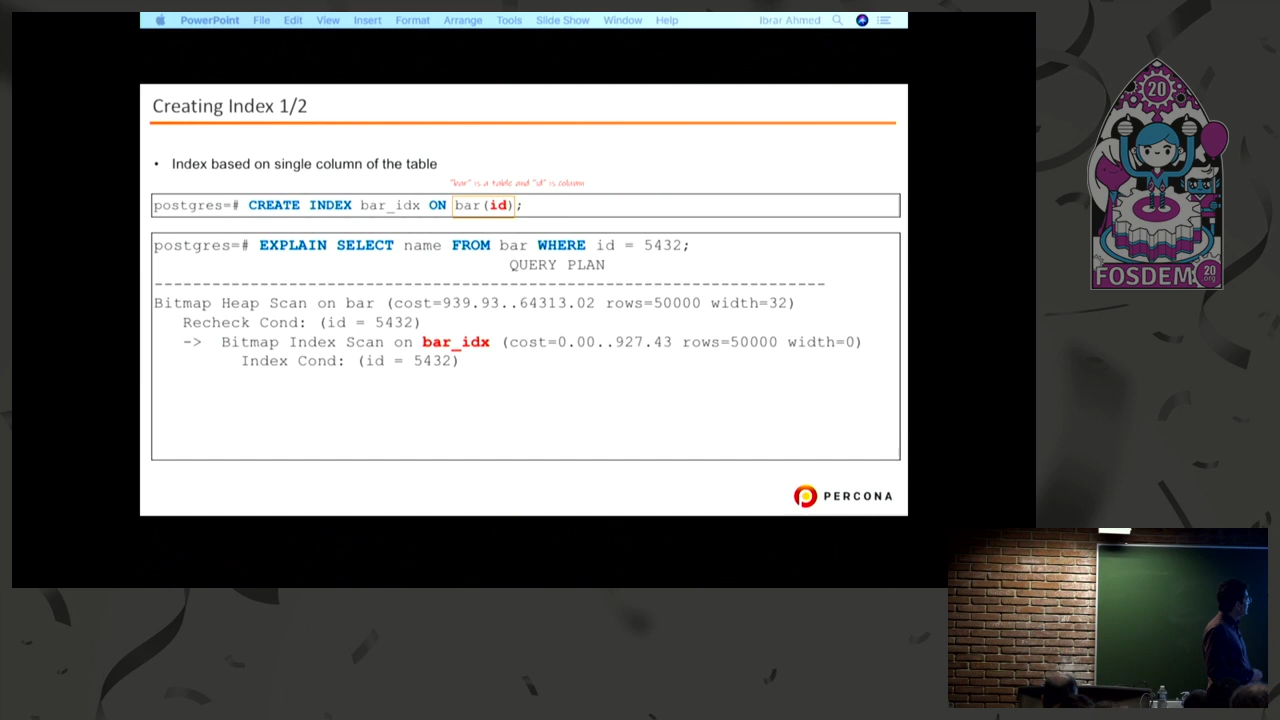 PowerPoint File Edit View Insert Format Arrange Tools Slide Show Window Help Ibrar Ahmed
Creating Index 1/2
• Index based on single column of the table
"bar" is a table and "id" is column
postgres=# CREATE INDEX bar_idx ON bar(id);
postgres=# EXPLAIN SELECT name FROM bar WHERE id = 5432;
QUERY PLAN
----------------------------------------------------------------------
Bitmap Heap Scan on bar (cost=939.93..64313.02 rows=50000 width=32)
Recheck Cond: (id = 5432)
-> Bitmap Index Scan on bar_idx (cost=0.00..927.43 rows=50000 width=0)
Index Cond: (id = 5432)
PERCONA
20
FOSDEM
20
.org